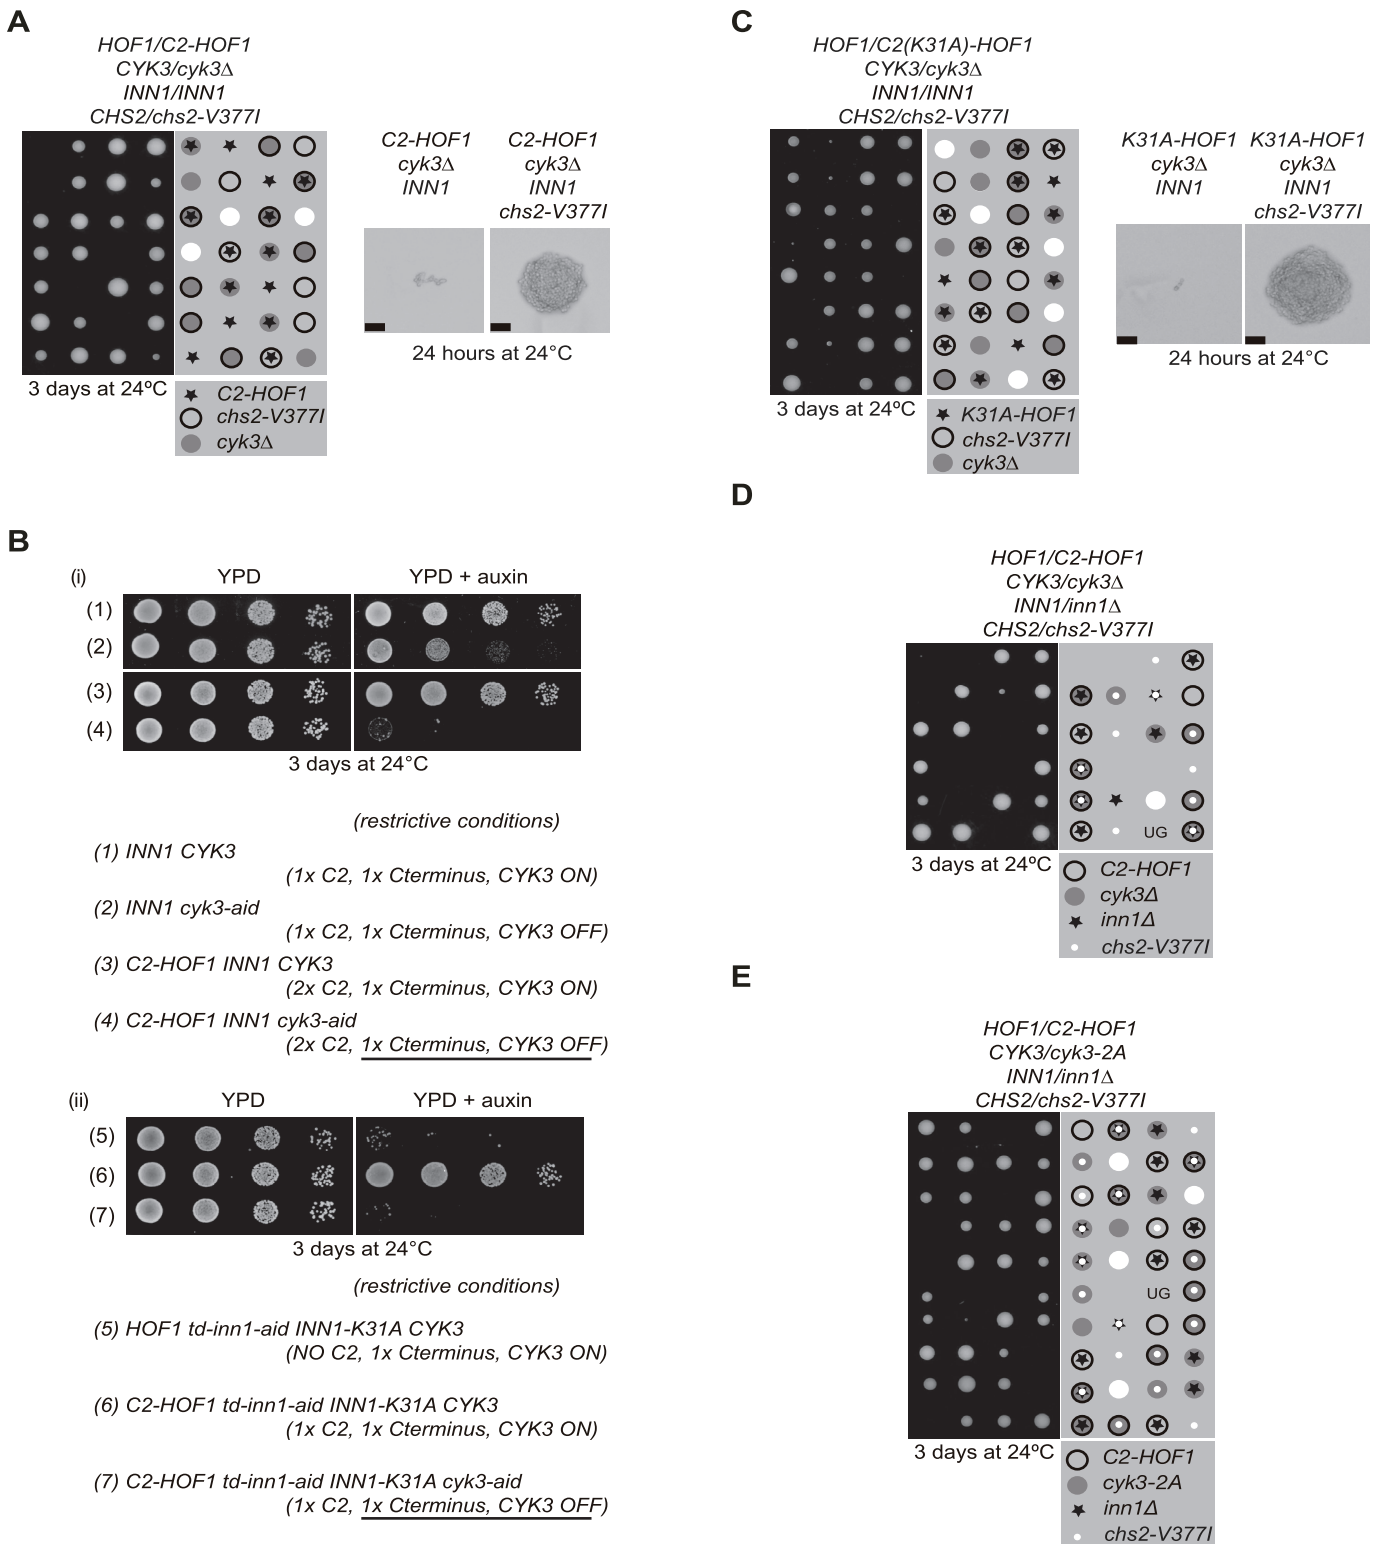 A
HOF1/C2-HOF1
CYK3/cyk3Δ
INN1/INN1
CHS2/chs2-V377I
C2-HOF1
cyk3Δ
INN1
C2-HOF1
cyk3Δ
INN1
chs2-V377I
24 hours at 24°C
3 days at 24ºC
C2-HOF1
chs2-V377I
cyk3Δ
B
(i)
YPD
YPD + auxin
(1)
(2)
(3)
(4)
3 days at 24°C
(restrictive conditions)
(1) INN1 CYK3
(1x C2, 1x Cterminus, CYK3 ON)
(2) INN1 cyk3-aid
(1x C2, 1x Cterminus, CYK3 OFF)
(3) C2-HOF1 INN1 CYK3
(2x C2, 1x Cterminus, CYK3 ON)
(4) C2-HOF1 INN1 cyk3-aid
(2x C2, 1x Cterminus, CYK3 OFF)
(ii)
YPD
YPD + auxin
(5)
(6)
(7)
3 days at 24°C
(restrictive conditions)
(5) HOF1 td-inn1-aid INN1-K31A CYK3
(NO C2, 1x Cterminus, CYK3 ON)
(6) C2-HOF1 td-inn1-aid INN1-K31A CYK3
(1x C2, 1x Cterminus, CYK3 ON)
(7) C2-HOF1 td-inn1-aid INN1-K31A cyk3-aid
(1x C2, 1x Cterminus, CYK3 OFF)
C
HOF1/C2(K31A)-HOF1
CYK3/cyk3Δ
INN1/INN1
CHS2/chs2-V377I
K31A-HOF1
cyk3Δ
INN1
K31A-HOF1
cyk3Δ
INN1
chs2-V377I
24 hours at 24°C
3 days at 24ºC
K31A-HOF1
chs2-V377I
cyk3Δ
D
HOF1/C2-HOF1
CYK3/cyk3Δ
INN1/inn1Δ
CHS2/chs2-V377I
UG
3 days at 24ºC
C2-HOF1
cyk3Δ
inn1Δ
chs2-V377I
E
HOF1/C2-HOF1
CYK3/cyk3-2A
INN1/inn1Δ
CHS2/chs2-V377I
UG
3 days at 24ºC
C2-HOF1
cyk3-2A
inn1Δ
chs2-V377I